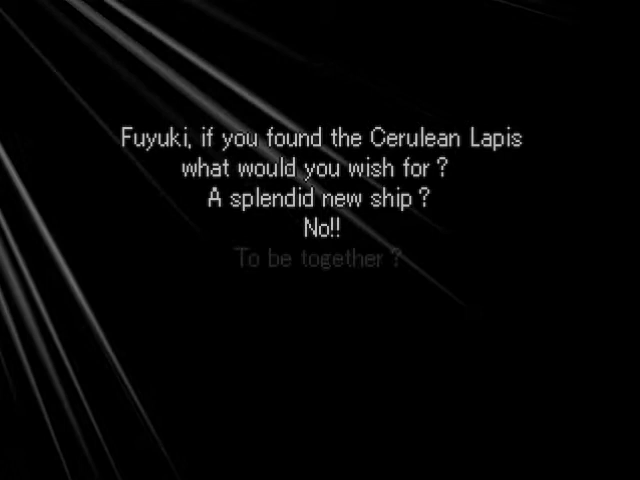 Fuyuki, if you found the Cerulean Lapis
what would you wish for ?
A splendid new ship ?
No!!
To be together ?